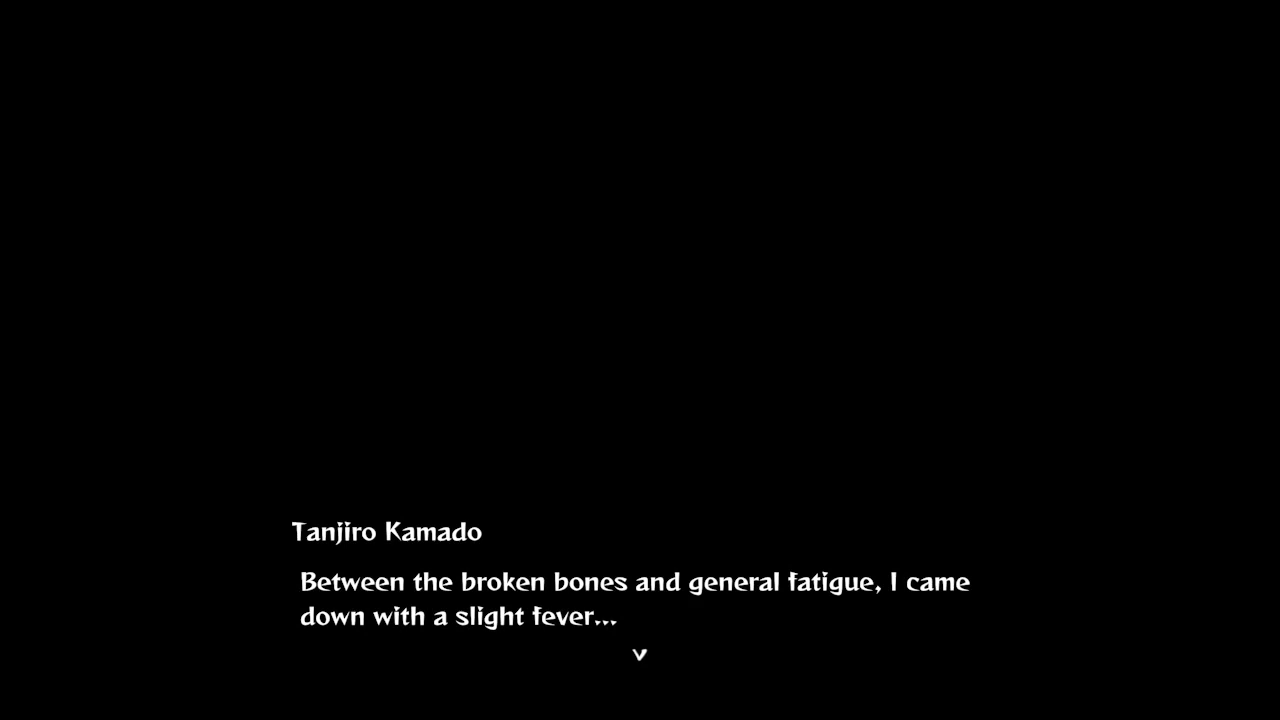 Tanjiro Kamado
Between the broken bones and general fatigue, I came
down with a slight fever...